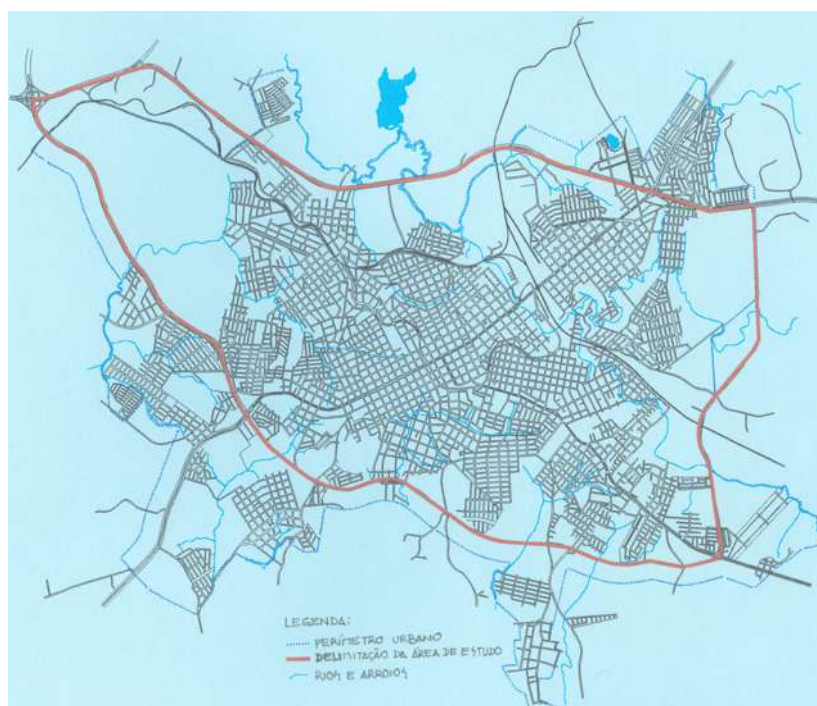 LEGENDA:
PERÍMETRO URBANO
DELIMITAÇÃO DA ÁREA DE ESTUDO
RIOS E ARROIOS